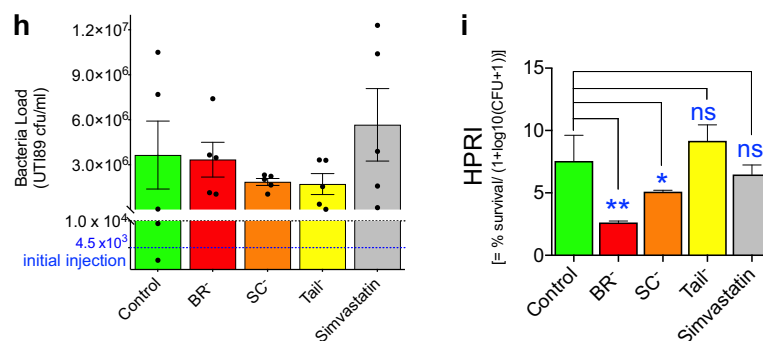 h
Bacteria Load
(UTI89 cfu/ml)
1.2×10⁷
9.0×10⁶
6.0×10⁶
3.0×10⁶
1.0 x 10⁴
4.5 x10³
initial injection
Control
BR⁻
SC⁻
Tail⁻
Simvastatin
i
HPRI
[= % survival/ (1+log10(CFU+1))]
15
10
5
0
**
*
ns
ns
Control
BR⁻
SC⁻
Tail⁻
Simvastatin